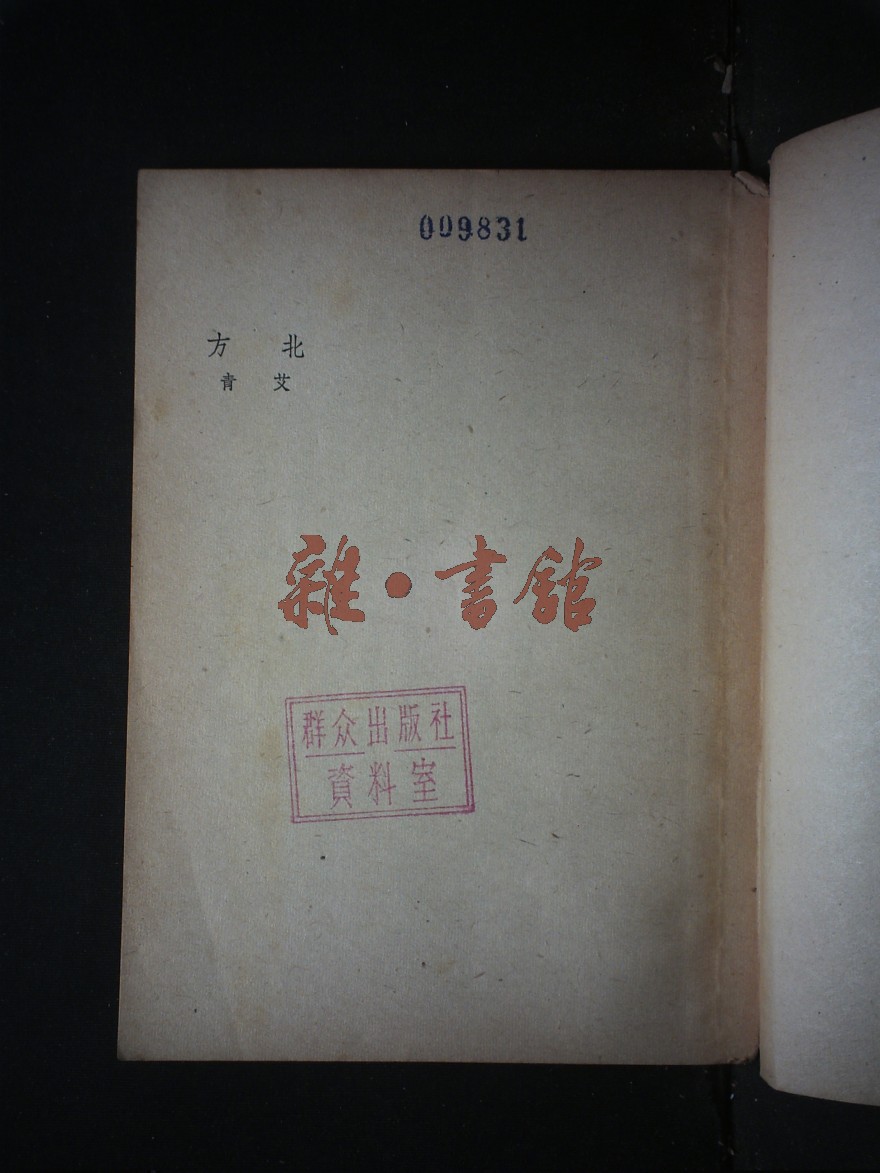 009831
方 北
青 艾
雜•書館
群众出版社
資料室